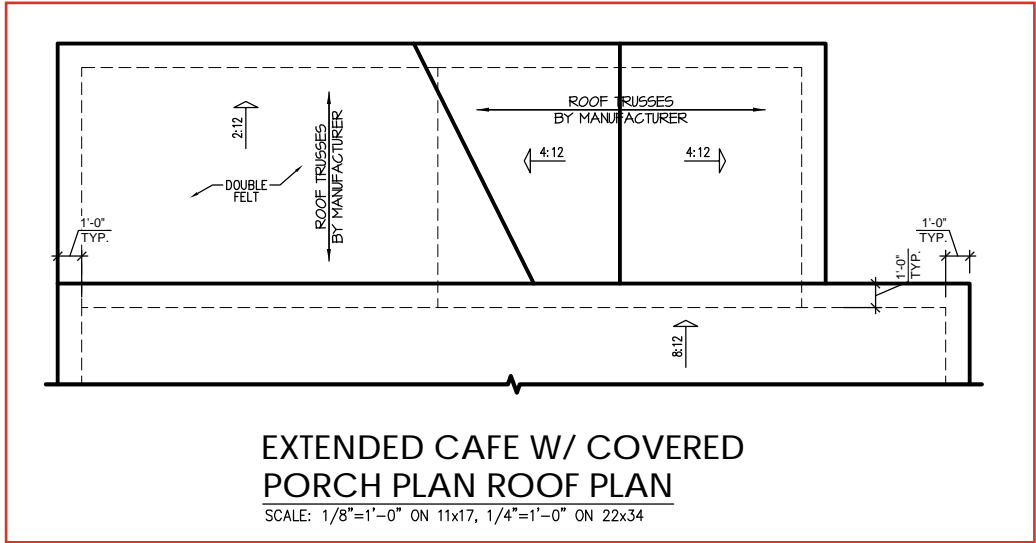 ROOF TRUSSES
BY MANUFACTURER
2:12
ROOF TRUSSES
BY MANUFACTURER
4:12
4:12
DOUBLE
FELT
1'-0"
TYP.
1'-0"
TYP.
1'-0"
TYP.
8:12
EXTENDED CAFE W/ COVERED
PORCH PLAN ROOF PLAN
SCALE: 1/8"=1'-0" ON 11x17, 1/4"=1'-0" ON 22x34